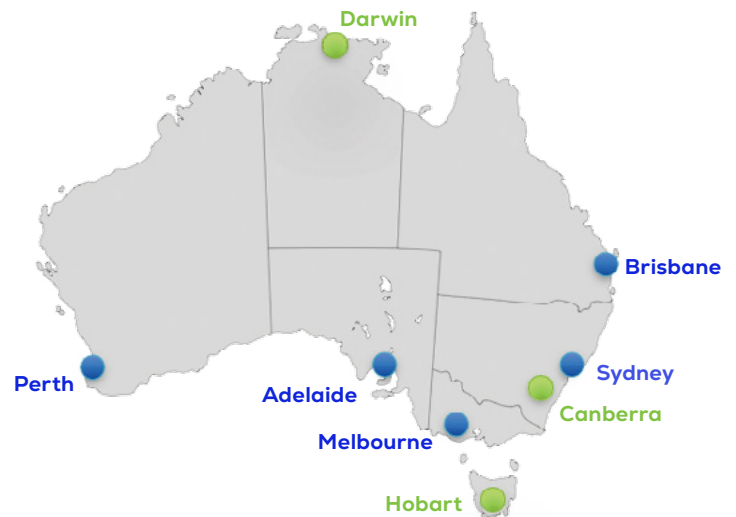 Darwin
Brisbane
Perth
Sydney
Adelaide
Canberra
Melbourne
Hobart